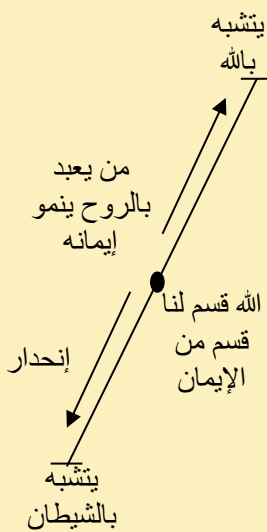 يتشبه
بالله
من يعبد
بالروح ينمو
إيمانه
الله قسم لنا
قسم من
الإيمان
إنحدار
يتشبه
بالشيطان